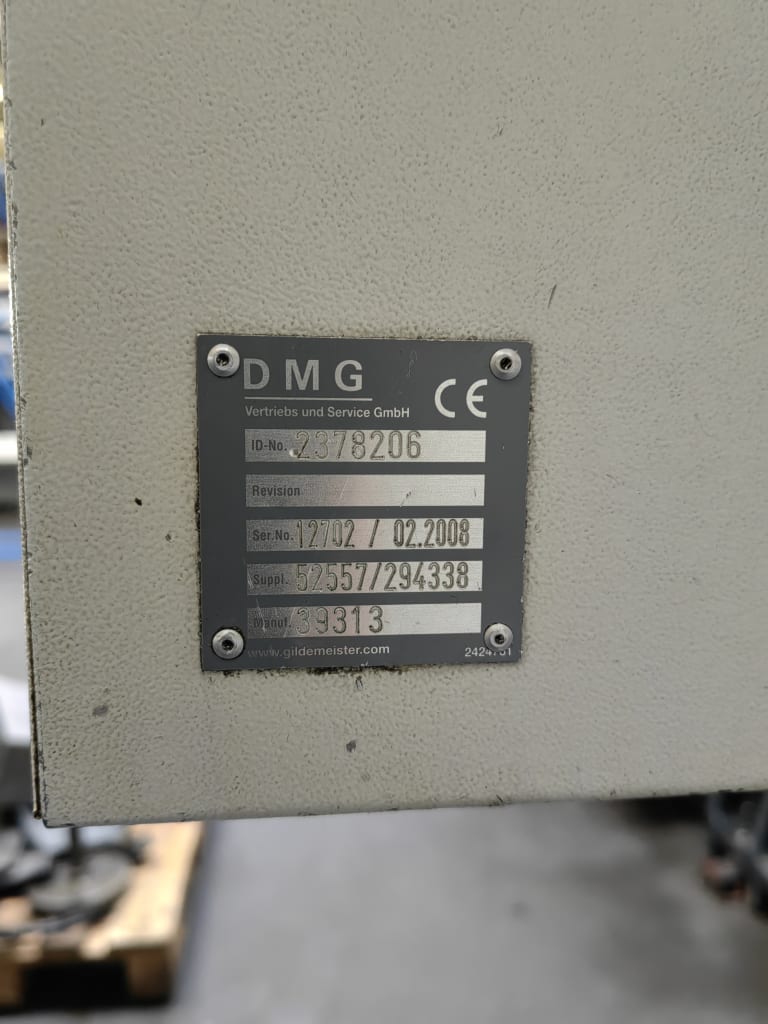 DMG
CE
Vertriebs und Service GmbH
ID-No. 2378206
Revision
Ser.No. 12702 / 02.2008
Suppl. 52557/294338
Manuf. 39313
www.gildemeister.com